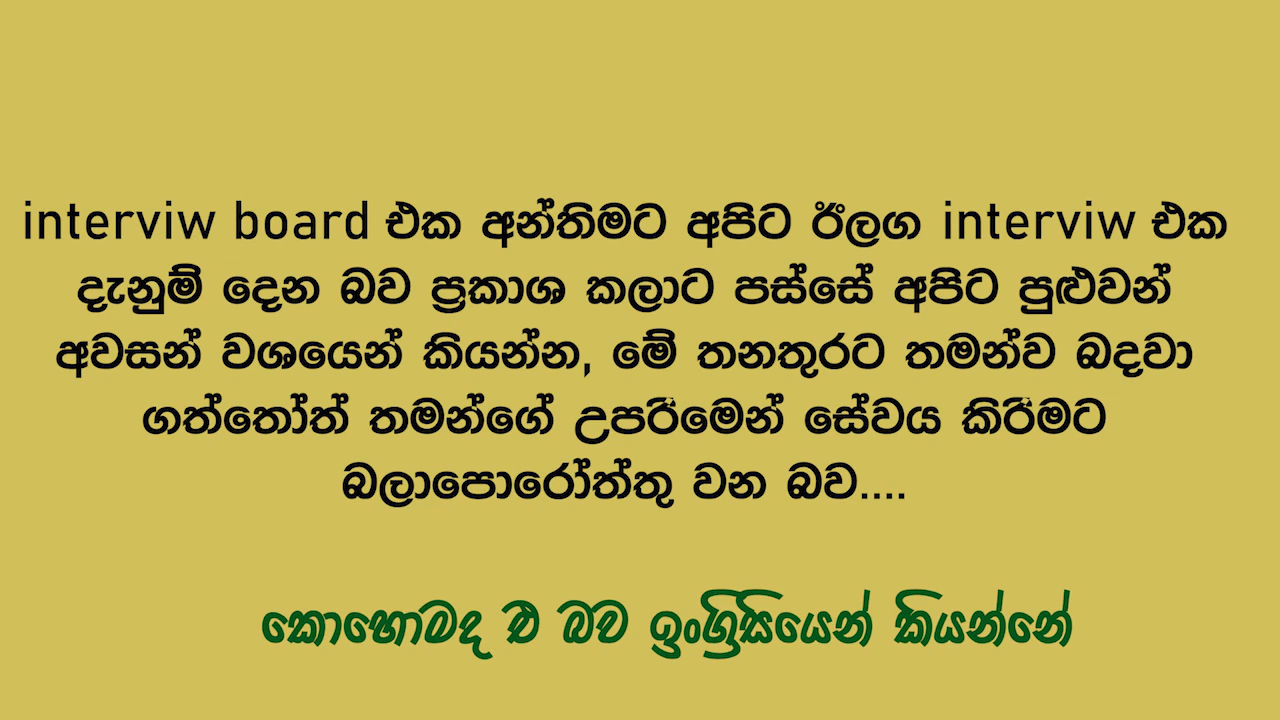 interviw board එක අන්තිමට අපිට ඊලග interviw එක
දැනුම් දෙන බව ප්‍රකාශ කලාට පස්සේ අපිට පුළුවන්
අවසන් වශයෙන් කියන්න, මේ තනතුරට තමන්ව බදවා
ගත්තෝත් තමන්ගේ උපරිමෙන් සේවය කිරිමට
බලාපොරෝත්තු වන බව....
කොහොමද එ බව ඉංග්‍රිසියෙන් කියන්නේ